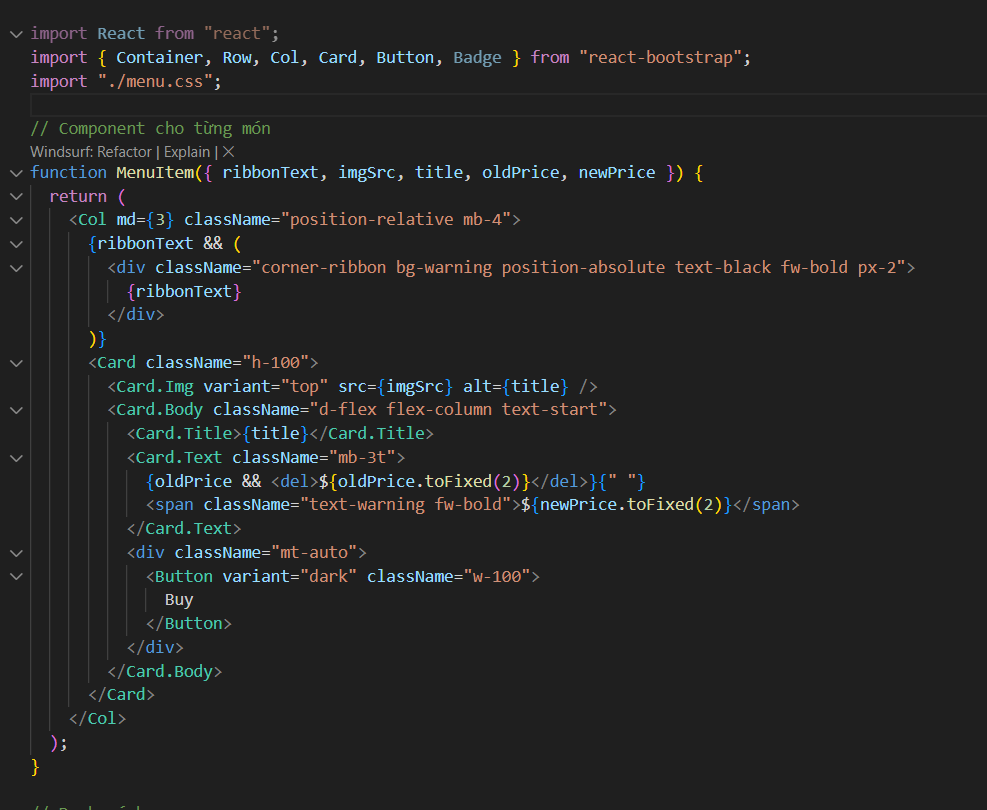 import React from "react";
import { Container, Row, Col, Card, Button, Badge } from "react-bootstrap";
import "./menu.css";
// Component cho từng món
Windsurf: Refactor | Explain | X
function MenuItem({ ribbonText, imgSrc, title, oldPrice, newPrice }) {
return (
<Col md={3} className="position-relative mb-4">
{ribbonText && (
<div className="corner-ribbon bg-warning position-absolute text-black fw-bold px-2">
{ribbonText}
</div>
)}
<Card className="h-100">
<Card.Img variant="top" src={imgSrc} alt={title} />
<Card.Body className="d-flex flex-column text-start">
<Card.Title>{title}</Card.Title>
<Card.Text className="mb-3t">
{oldPrice && <del>${oldPrice.toFixed(2)}</del>}{" "}
<span className="text-warning fw-bold">${newPrice.toFixed(2)}</span>
</Card.Text>
<div className="mt-auto">
<Button variant="dark" className="w-100">
Buy
</Button>
</div>
</Card.Body>
</Card>
</Col>
);
}